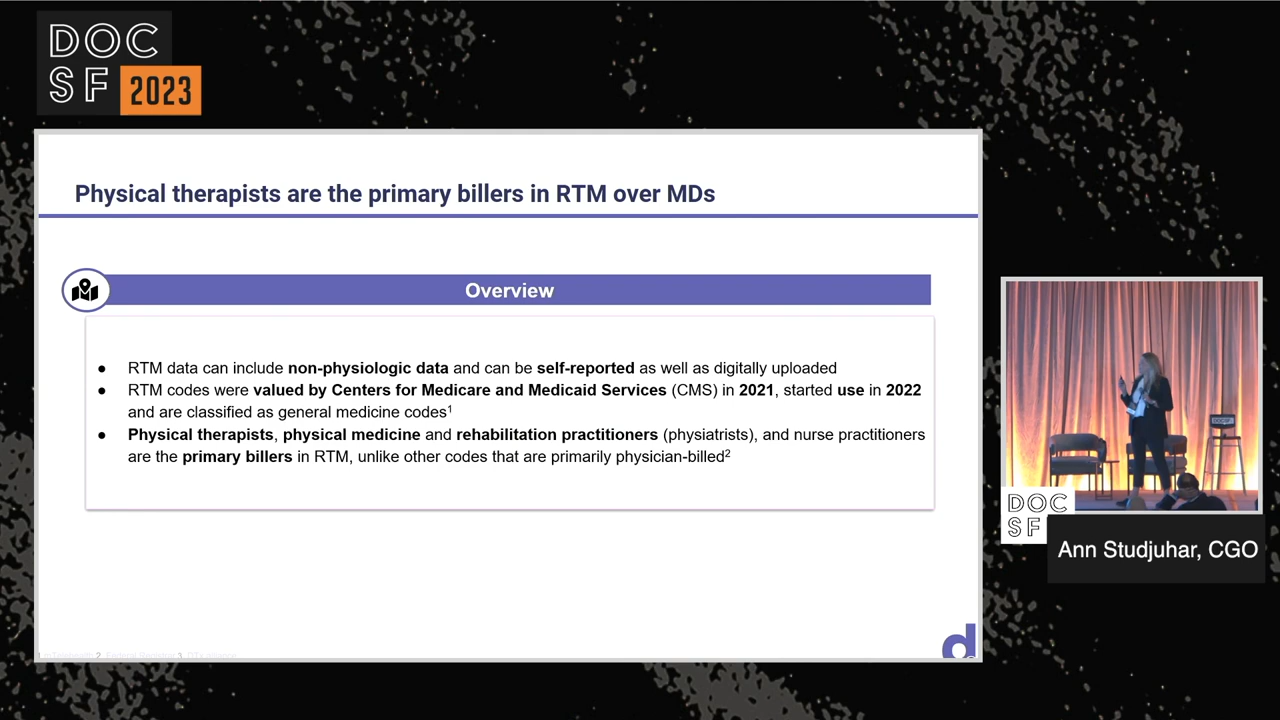 DOC
SF 2023
Physical therapists are the primary billers in RTM over MDs
Overview
● RTM data can include non-physiologic data and can be self-reported as well as digitally uploaded
● RTM codes were valued by Centers for Medicare and Medicaid Services (CMS) in 2021, started use in 2022
and are classified as general medicine codes¹
● Physical therapists, physical medicine and rehabilitation practitioners (physiatrists), and nurse practitioners
are the primary billers in RTM, unlike other codes that are primarily physician-billed²
d
DOC
SF
Ann Studjuhar, CGO